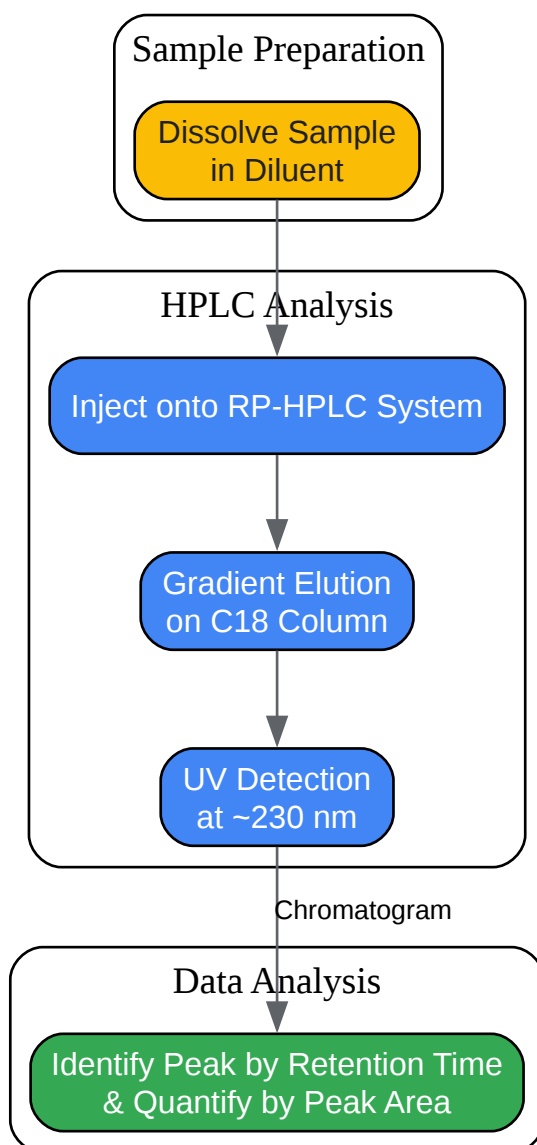 Sample Preparation
Dissolve Sample
in Diluent
HPLC Analysis
Inject onto RP-HPLC System
Gradient Elution
on C18 Column
UV Detection
at ~230 nm
Chromatogram
Data Analysis
Identify Peak by Retention Time
& Quantify by Peak Area